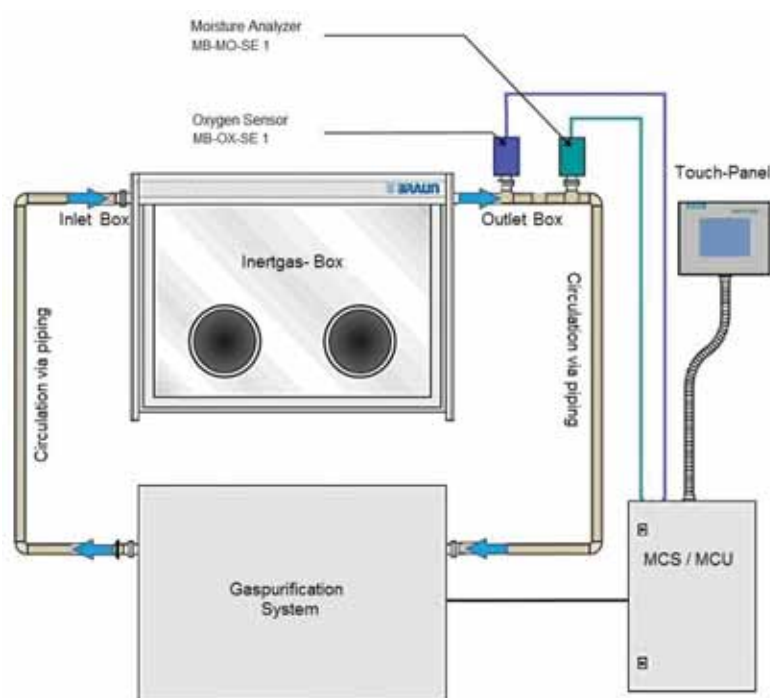 Moisture Analyzer
MB-MO-SE 1
Oxygen Sensor
MB-OX-SE 1
Touch-Panel
BRAUN
Inlet Box
Outlet Box
Inertgas- Box
Circulation via piping
Circulation via piping
MCS / MCU
Gaspurification
System